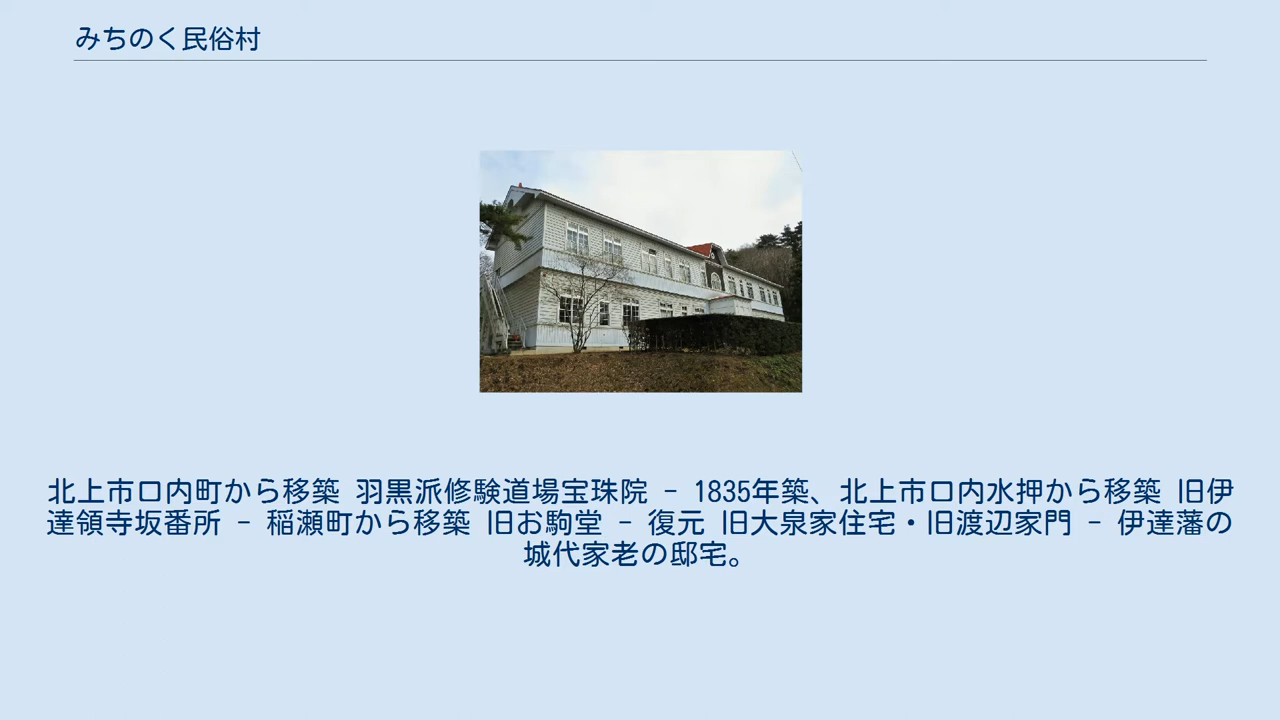 みちのく民俗村
北上市口内町から移築 羽黒派修験道場宝珠院 - 1835年築、北上市口内水押から移築 旧伊
達領寺坂番所 - 稲瀬町から移築 旧お駒堂 - 復元 旧大泉家住宅・旧渡辺家門 - 伊達藩の
城代家老の邸宅。